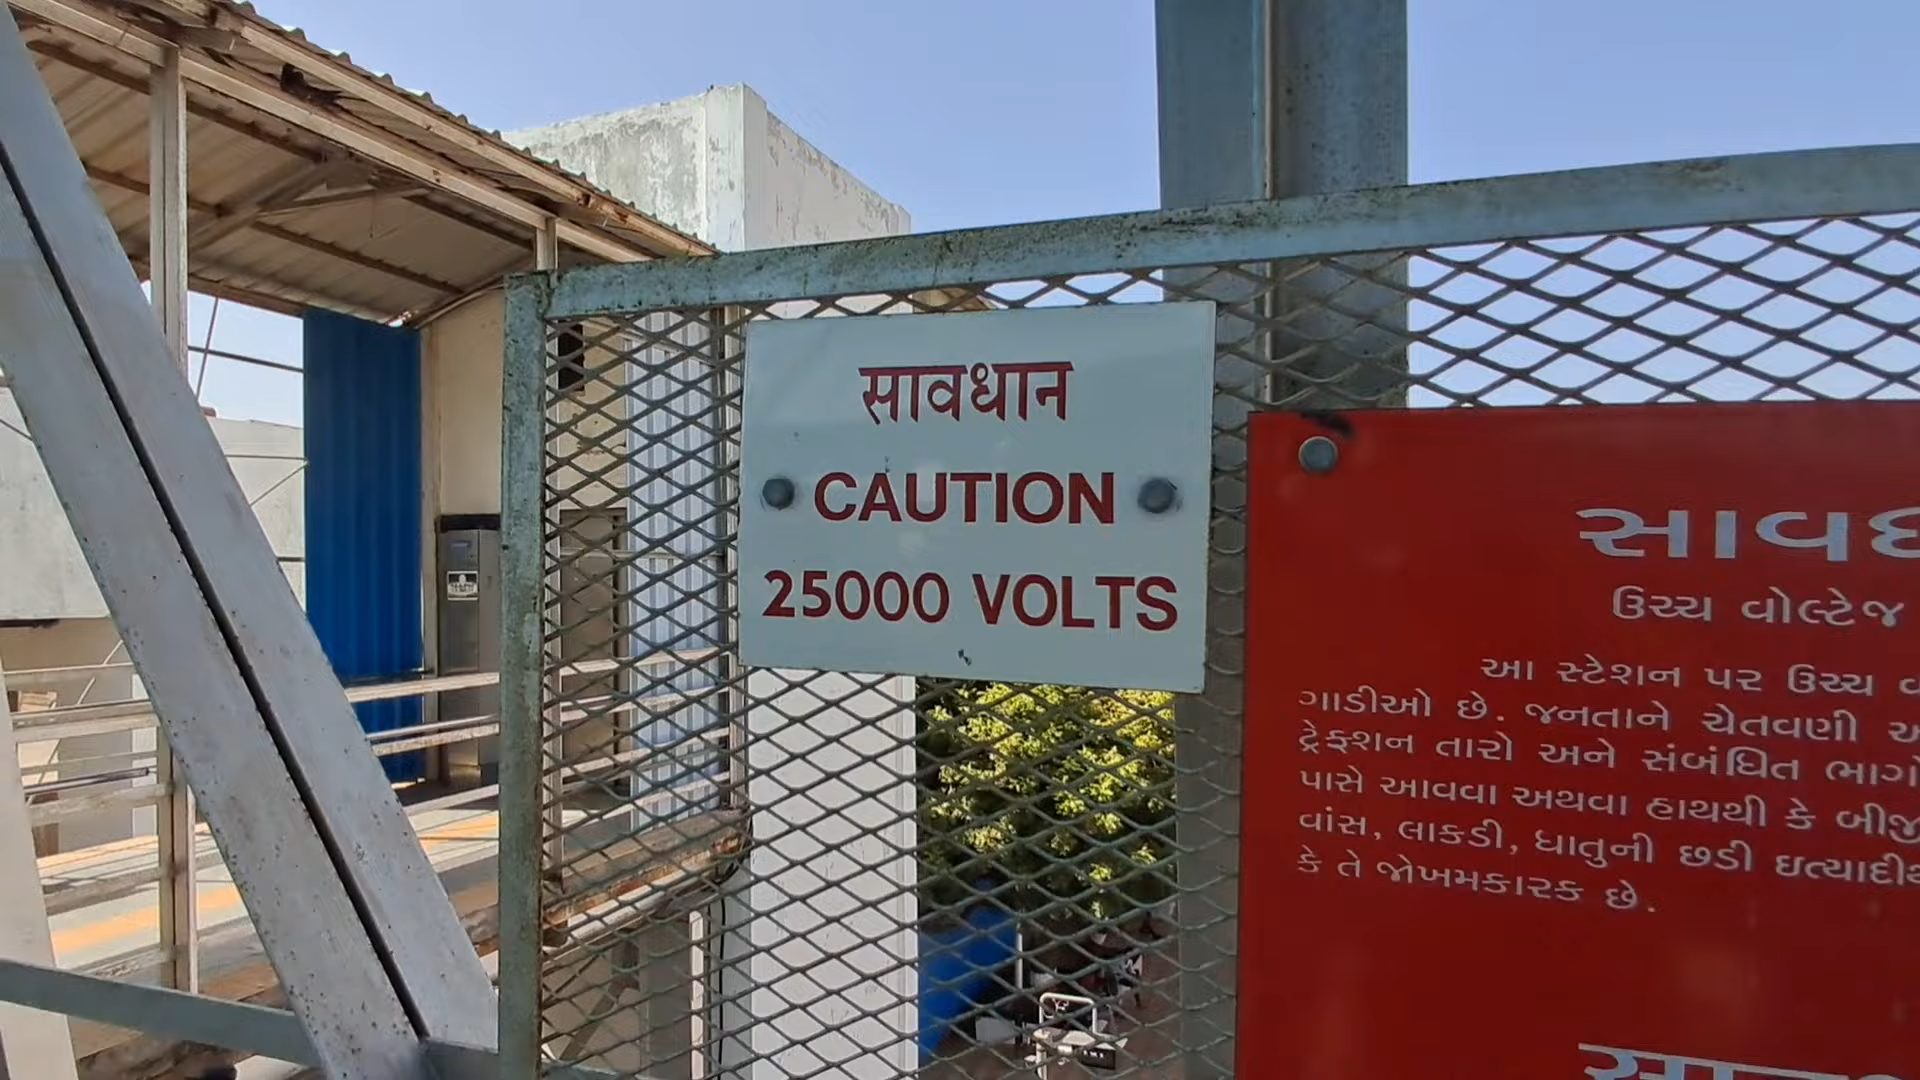 सावधान
CAUTION
25000 VOLTS
ઉચ્ચ વોલ્ટેજ
આ સ્ટેશન પર ઉચ્ચ
ગાડીઓ છે. જનતાને ચેતવણી
ટ્રેક્શન તારો અને સંબંધિત
પાસે આવવા અથવા હાથથી કે
વાંસ, લાકડી, ધાતુની છડી
કે તે જોખમકારક છે.